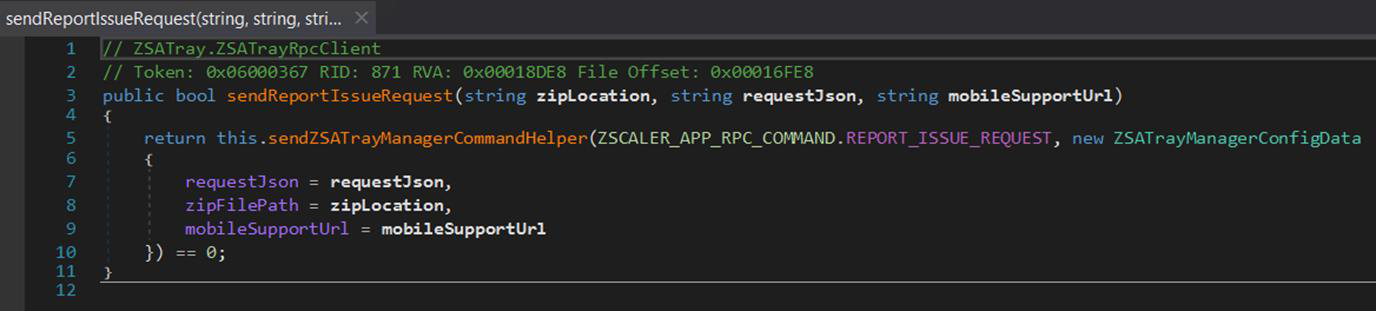 sendReportIssueRequest(string, string, stri... ×
1 // ZSATray.ZSATrayRpcClient
2 // Token: 0x06000367 RID: 871 RVA: 0x00018DE8 File Offset: 0x00016FE8
3 public bool sendReportIssueRequest(string zipLocation, string requestJson, string mobileSupportUrl)
4 {
5 return this.sendZSATrayManagerCommandHelper(ZSCALER_APP_RPC_COMMAND.REPORT_ISSUE_REQUEST, new ZSATrayManagerConfigData
6 {
7 requestJson = requestJson,
8 zipFilePath = zipLocation,
9 mobileSupportUrl = mobileSupportUrl
10 }) == 0;
11 }
12